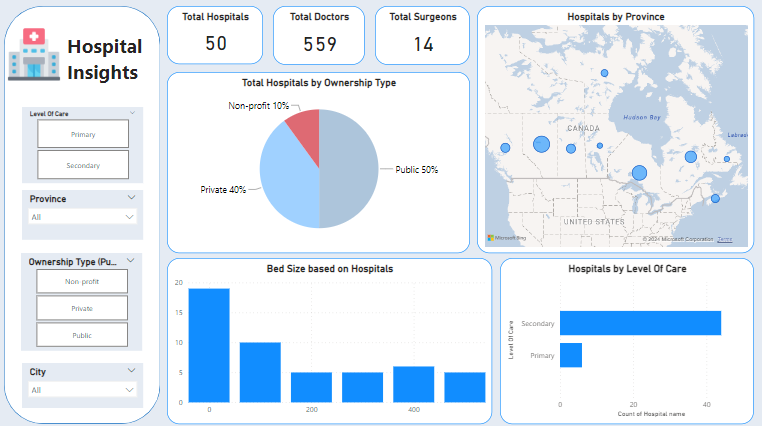 Hospital
Insights
Level Of Care
Primary
Secondary
Province
All
Ownership Type (Pu...
Non-profit
Private
Public
City
All
Total Hospitals
50
Total Doctors
559
Total Surgeons
14
Total Hospitals by Ownership Type
Non-profit 10%
Private 40%
Public 50%
Hospitals by Province
Hudson Bay
CANADA
Labrad
UNITED STATES
Microsoft Bing
© 2024 Microsoft Corporation Terms
Bed Size based on Hospitals
20
15
10
5
0
0 200 400
Hospitals by Level Of Care
Level Of Care
Secondary
Primary
0 20 40
Count of Hospital name